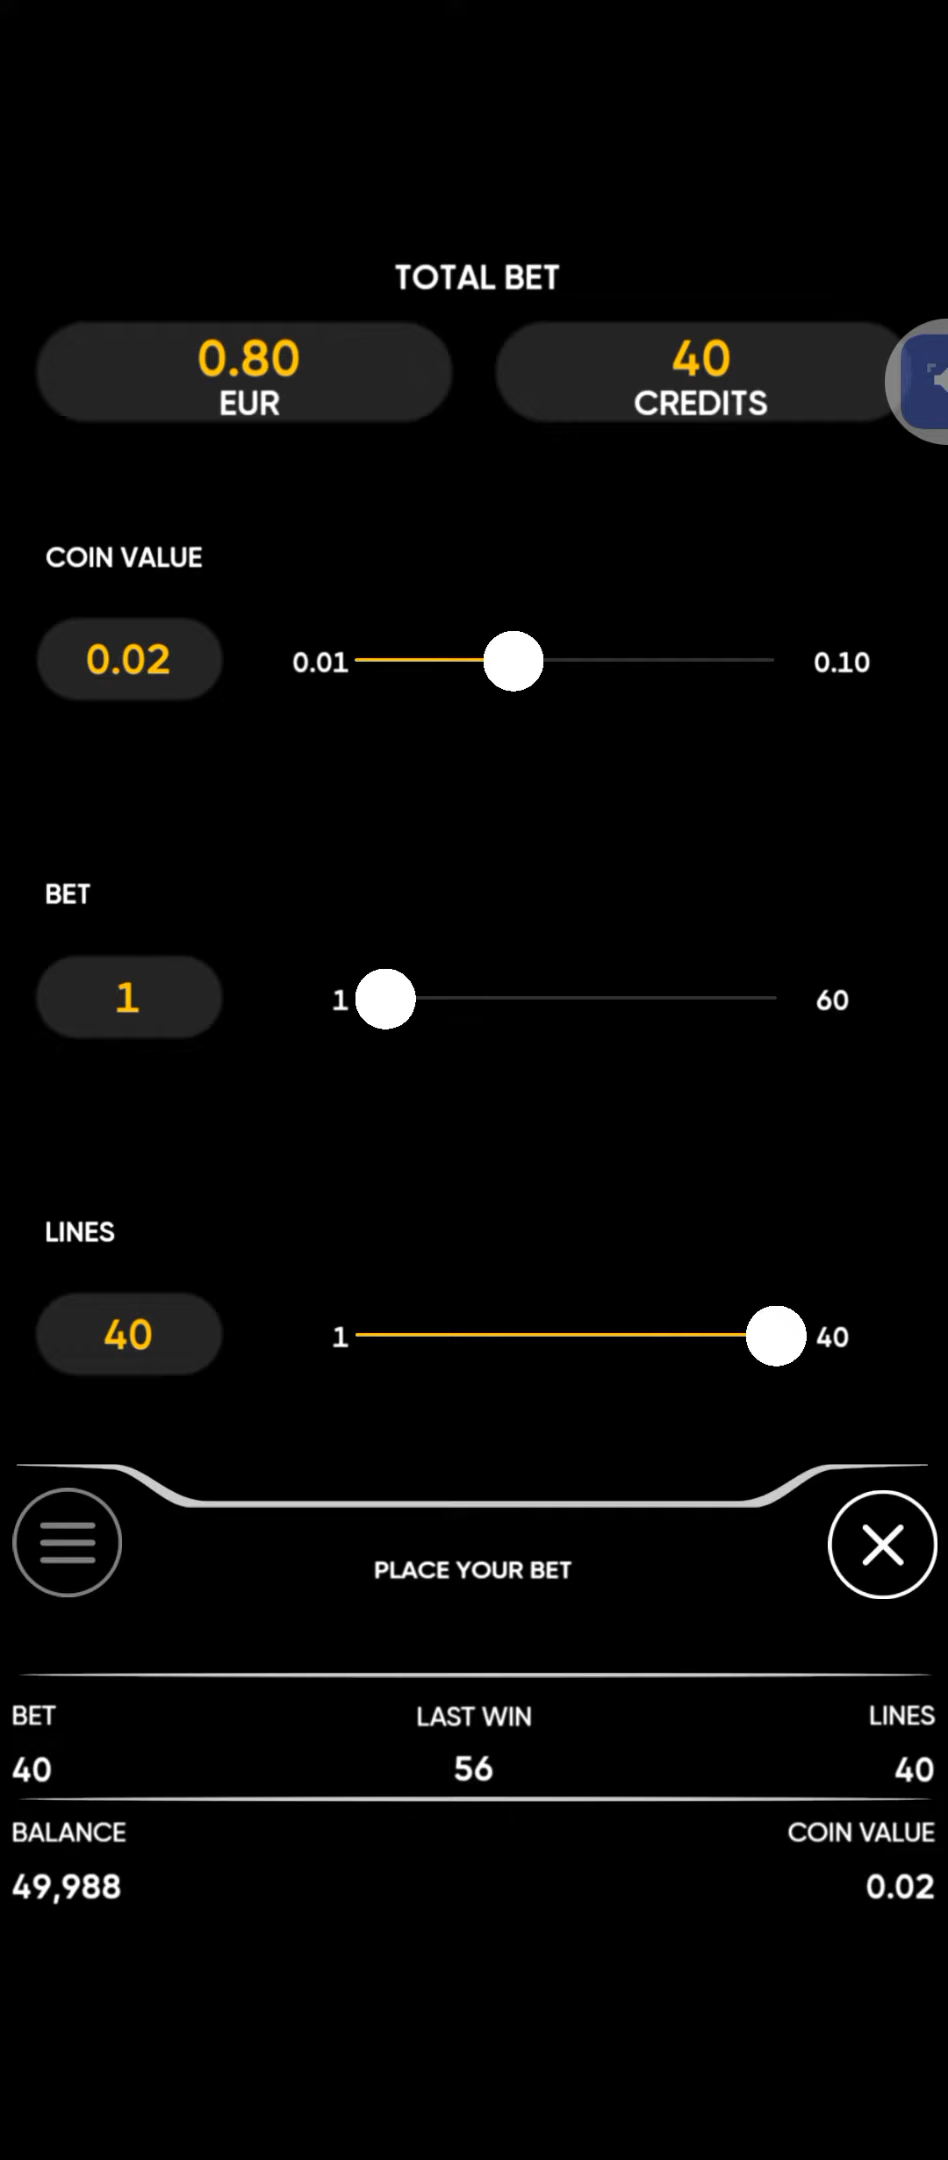 TOTAL BET
0.80 40
EUR CREDITS
COIN VALUE
0.02 0.01 0.10
BET
1 1 60
LINES
40 1 40
PLACE YOUR BET
BET LAST WIN LINES
40 56 40
BALANCE COIN VALUE
49,988 0.02